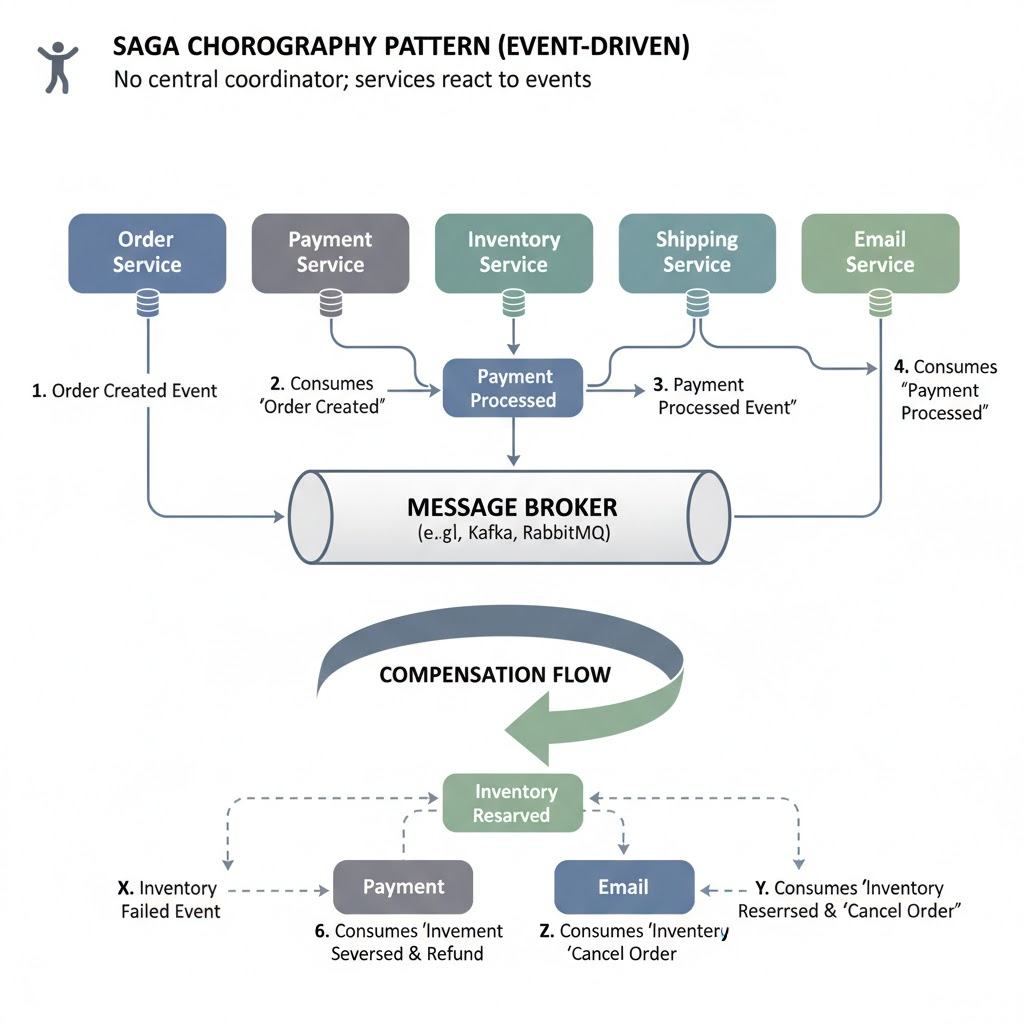 SAGA CHOROGRAPHY PATTERN (EVENT-DRIVEN)
No central coordinator; services react to events
Order
Service
Payment
Service
Inventory
Service
Shipping
Service
Email
Service
1. Order Created Event
2. Consumes
'Order Created"
Payment
Processed
3. Payment
Processed Event"
4. Consumes
"Payment
Processed"
MESSAGE BROKER
(e.gl, Kafka, RabbitMQ)
COMPENSATION FLOW
Inventory
Resarved
X. Inventory
Failed Event
Payment
6. Consumes 'Invement
Seversed & Refund
Email
Z. Consumes 'Inventery
'Cancel Order
Y. Consumes 'Inventory
Reserrsed & 'Cancel Order"